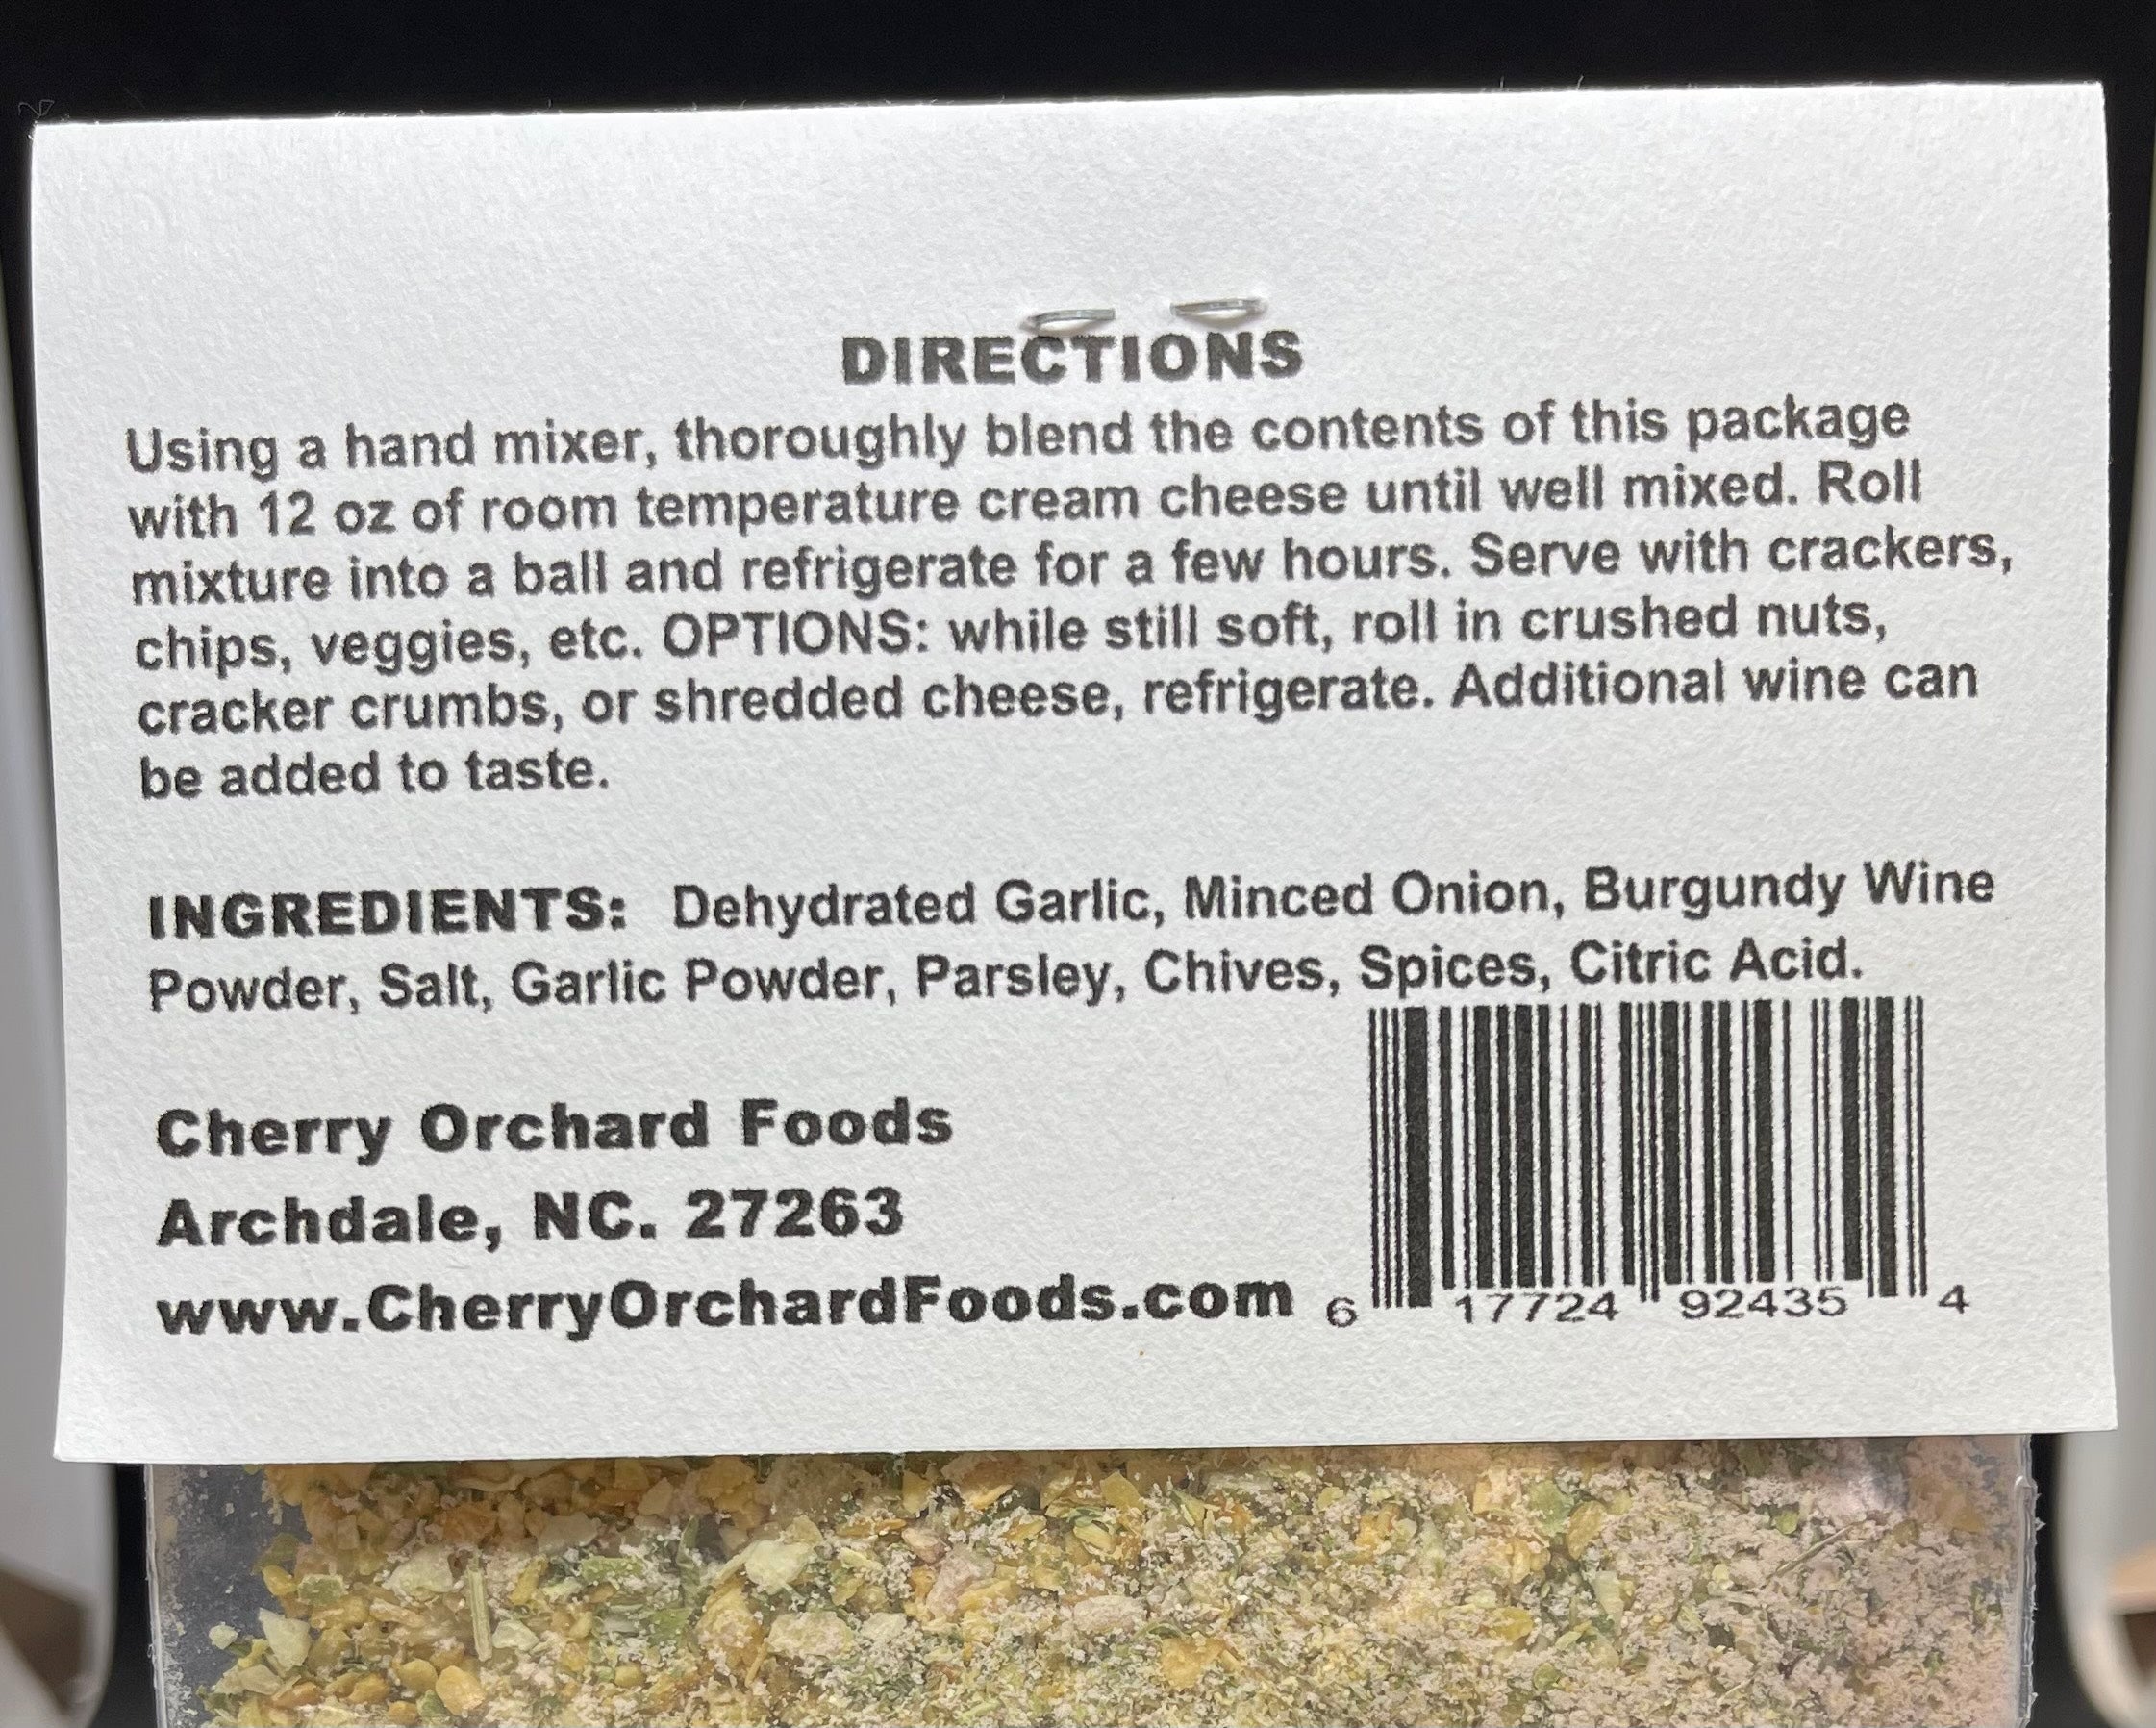 DIRECTIONS
Using a hand mixer, thoroughly blend the contents of this package
with 12 oz of room temperature cream cheese until well mixed. Roll
mixture into a ball and refrigerate for a few hours. Serve with crackers,
chips, veggies, etc. OPTIONS: while still soft, roll in crushed nuts,
cracker crumbs, or shredded cheese, refrigerate. Additional wine can
be added to taste.
INGREDIENTS: Dehydrated Garlic, Minced Onion, Burgundy Wine
Powder, Salt, Garlic Powder, Parsley, Chives, Spices, Citric Acid.
Cherry Orchard Foods
Archdale, NC. 27263
www.CherryOrchardFoods.com
6 17724 92435 4